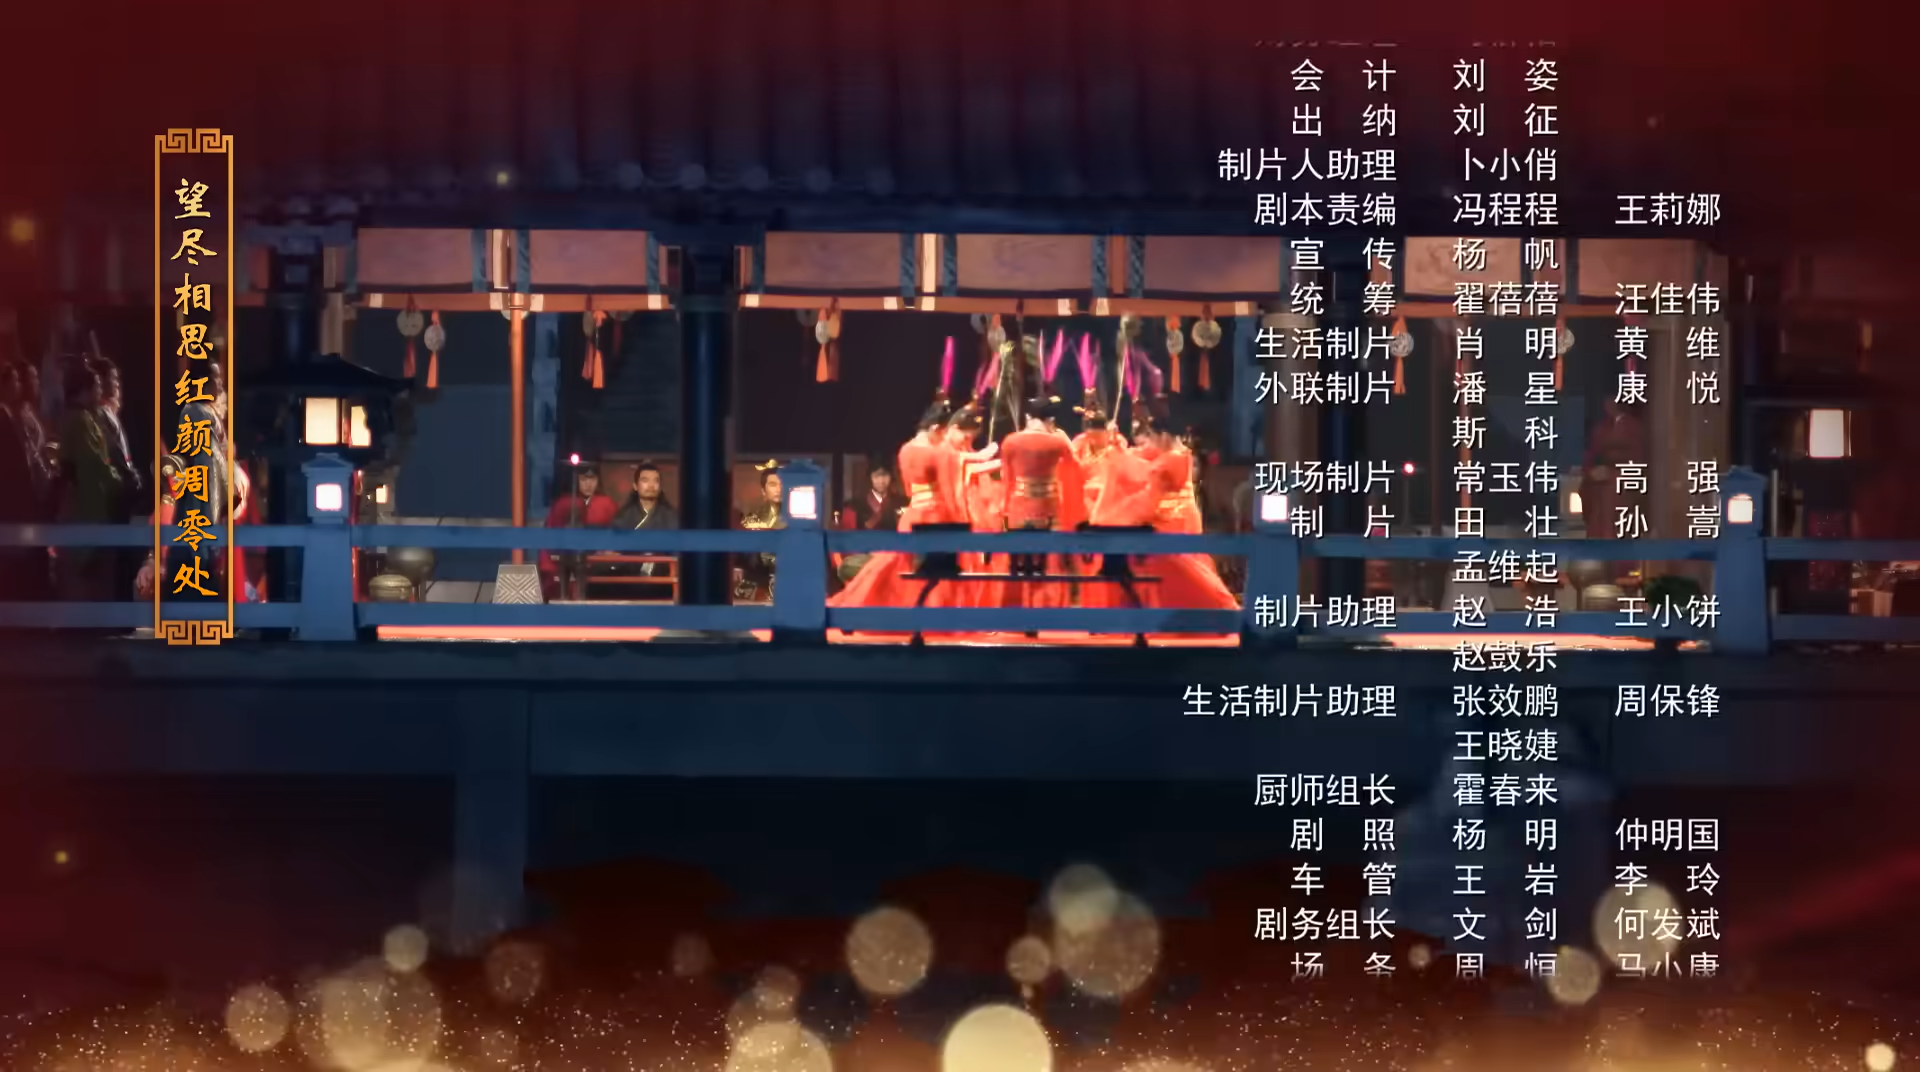 望尽相思红颜凋零处
会计 刘姿
出纳 刘征
制片人助理 卜小俏
剧本责编 冯程程 王莉娜
宣传 杨帆
统筹 翟蓓蓓 汪佳伟
生活制片 肖明 黄维
外联制片 潘星 康悦
斯科
现场制片 常玉伟 高强
制片 田壮 孙嵩
孟维起
制片助理 赵浩 王小饼
赵鼓乐
生活制片助理 张效鹏 周保锋
王晓婕
厨师组长 霍春来
剧照 杨明 仲明国
车管 王岩 李玲
剧务组长 文剑 何发斌
场务 周恒 马小康